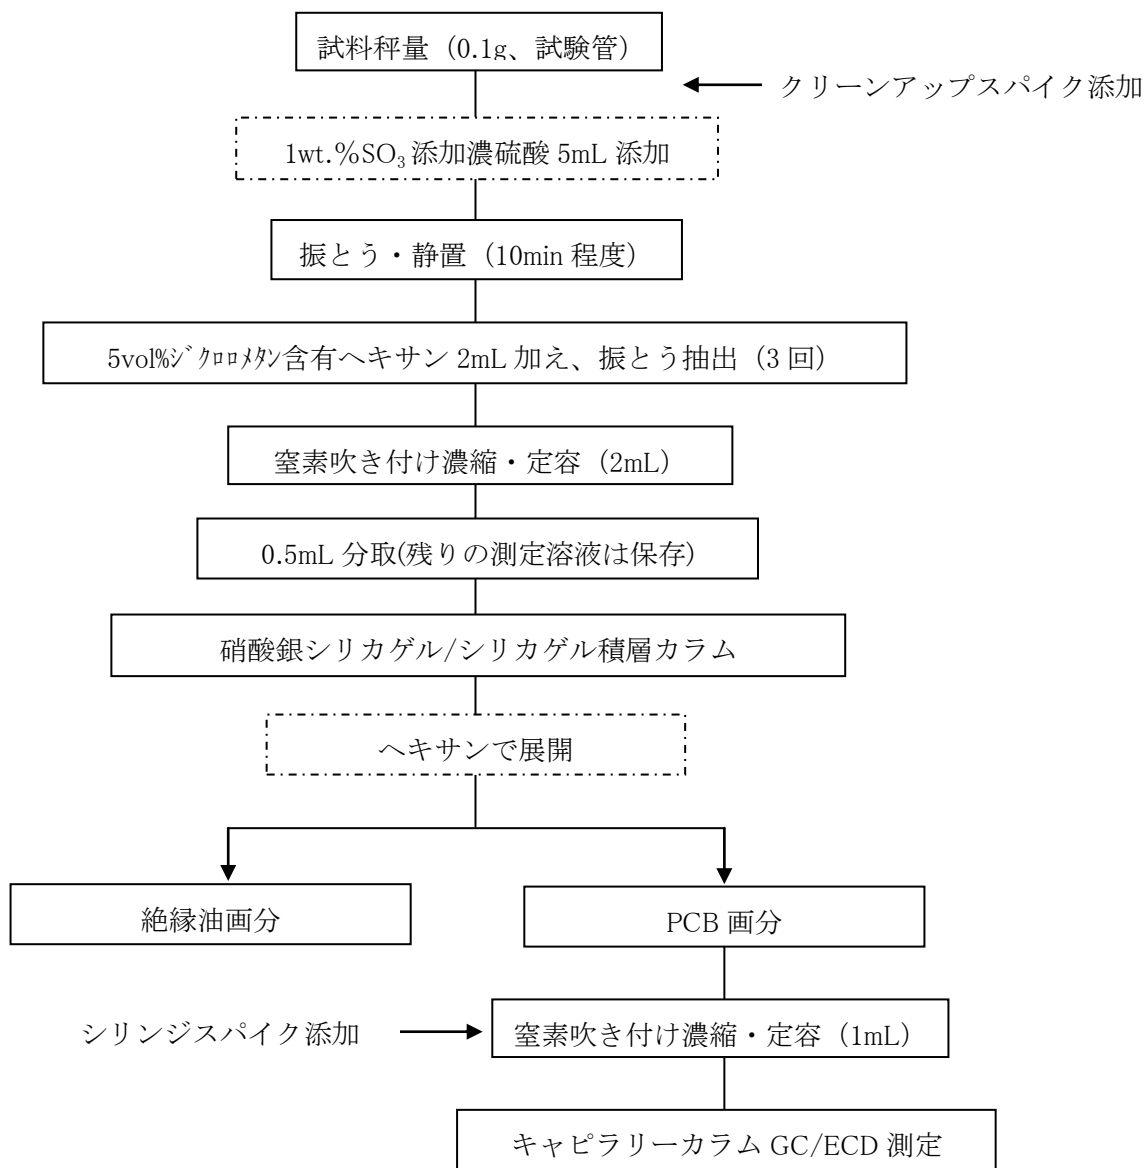 試料秤量（0.1g、試験管）
クリーンアップスパイク添加
1wt.%SO₃添加濃硫酸 5mL 添加
振とう・静置（10min 程度）
5vol%ｼﾞｸﾛﾛﾒﾀﾝ含有ヘキサン 2mL 加え、振とう抽出（3 回）
窒素吹き付け濃縮・定容（2mL）
0.5mL 分取(残りの測定溶液は保存)
硝酸銀シリカゲル/シリカゲル積層カラム
ヘキサンで展開
絶縁油画分
PCB 画分
シリンジスパイク添加
窒素吹き付け濃縮・定容（1mL）
キャピラリーカラム GC/ECD 測定